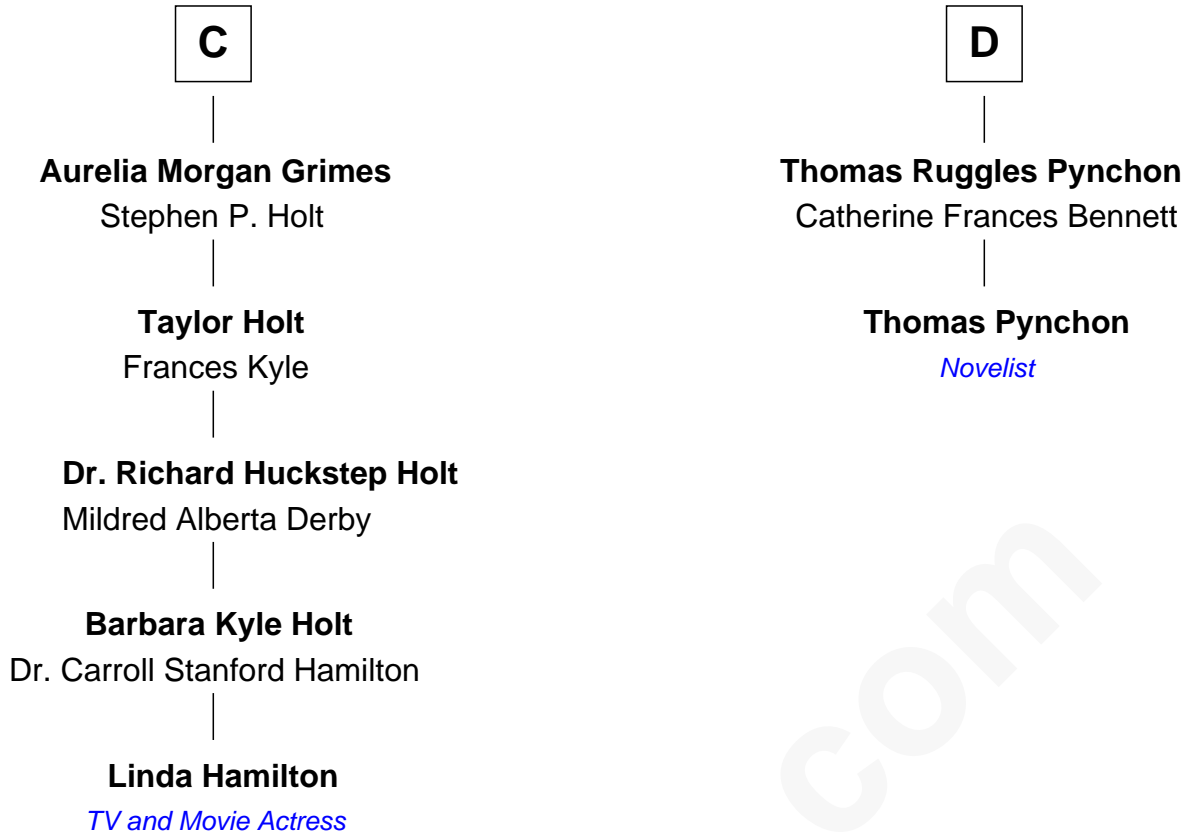 C
Aurelia Morgan Grimes
Stephen P. Holt
Taylor Holt
Frances Kyle
Dr. Richard Huckstep Holt
Mildred Alberta Derby
Barbara Kyle Holt
Dr. Carroll Stanford Hamilton
Linda Hamilton
TV and Movie Actress
D
Thomas Ruggles Pynchon
Catherine Frances Bennett
Thomas Pynchon
Novelist
com